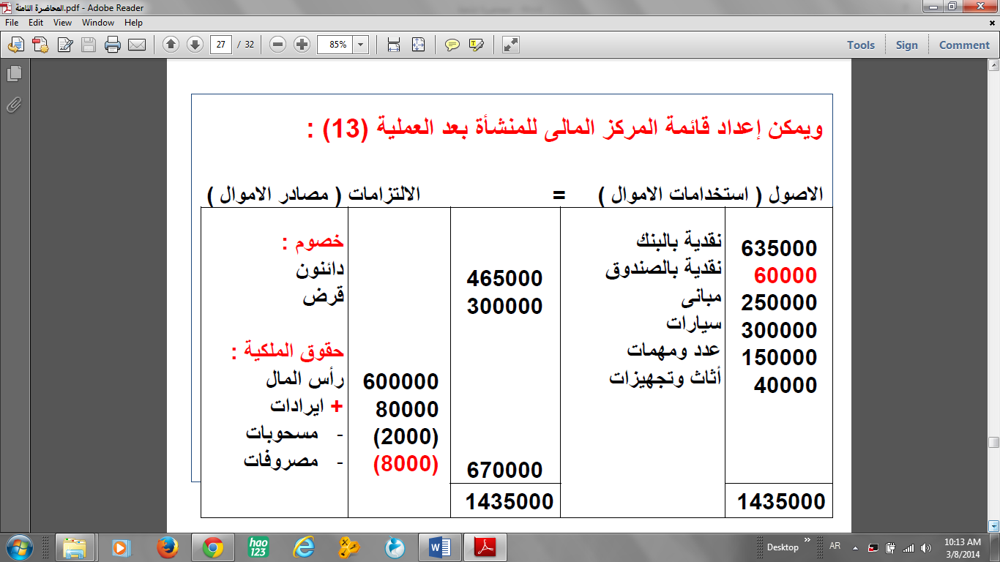 المحاضرة الثامنة.pdf - Adobe Reader
File Edit View Window Help
27 / 32 85% Tools Sign Comment
ويمكن إعداد قائمة المركز المالى للمنشأة بعد العملية (13) :
الاصول ( استخدامات الاموال ) = الالتزامات ( مصادر الاموال )
635000 نقدية بالبنك خصوم :
60000 نقدية بالصندوق 465000 دائنون
250000 مبانى 300000 قرض
300000 سيارات
150000 عدد ومهمات حقوق الملكية :
40000 أثاث وتجهيزات 600000 رأس المال
80000 + ايرادات
(2000) - مسحوبات
670000 (8000) - مصروفات
1435000 1435000
hao123
Desktop » AR 10:13 AM
3/8/2014